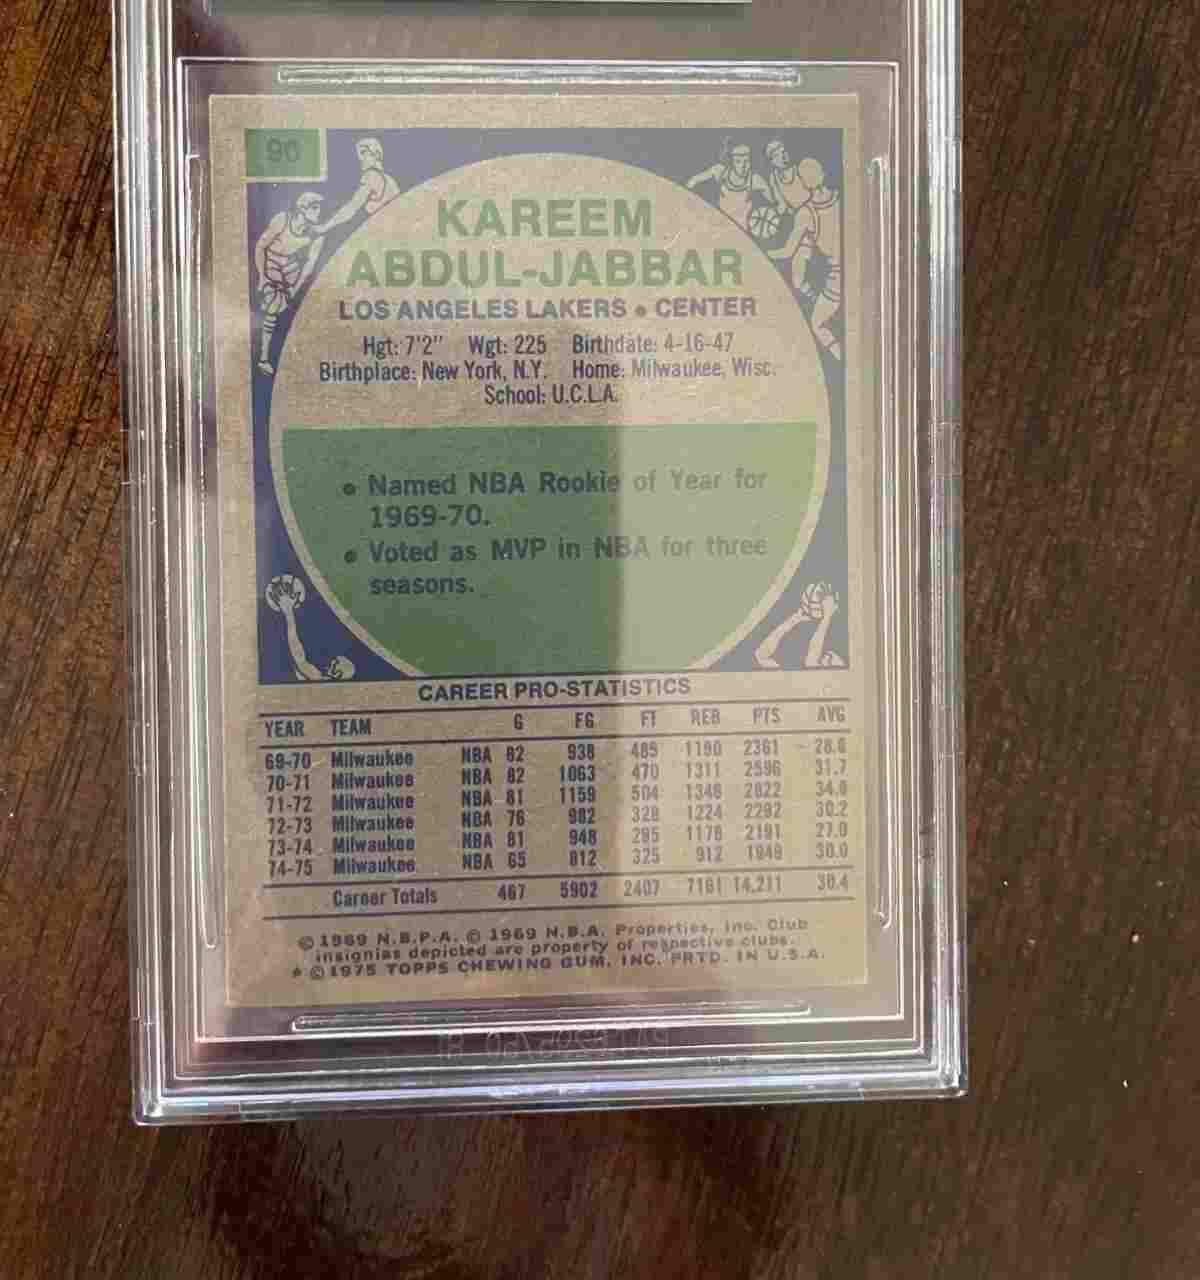 90
KAREEM
ABDUL-JABBAR
LOS ANGELES LAKERS • CENTER
Hgt: 7'2" Wgt: 225 Birthdate: 4-16-47
Birthplace: New York, N.Y. Home: Milwaukee, Wisc.
School: U.C.L.A.
• Named NBA Rookie of Year for
1969-70.
• Voted as MVP in NBA for three
seasons.
CAREER PRO-STATISTICS
YEAR TEAM G FG FT REB PTS AVG
69-70 Milwaukee NBA 82 938 485 1190 2361 28.8
70-71 Milwaukee NBA 82 1063 470 1311 2596 31.7
71-72 Milwaukee NBA 81 1159 504 1346 2822 34.8
72-73 Milwaukee NBA 76 982 328 1224 2292 30.2
73-74 Milwaukee NBA 81 948 295 1178 2191 27.0
74-75 Milwaukee NBA 65 812 325 912 1949 30.0
Career Totals 467 5902 2407 7161 14,211 30.4
© 1969 N.B.P.A. © 1969 N.B.A. Properties, Inc. Club
insignias depicted are property of respective clubs.
* © 1975 TOPPS CHEWING GUM, INC. PRTD. IN U.S.A.